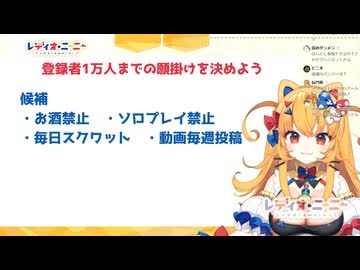 レディオ・ニーニャ
登録者1万人までの願掛けを決めよう
候補
・お酒禁止　・ソロプレイ禁止
・毎日スクワット　・動画毎週投稿
レディオ・ニーニャ